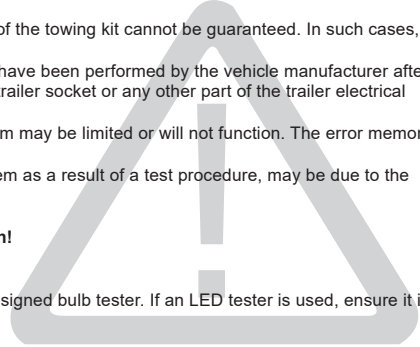 of the towing kit cannot be guaranteed. In such cases,
have been performed by the vehicle manufacturer afte
trailer socket or any other part of the trailer electrical
m may be limited or will not function. The error memor
em as a result of a test procedure, may be due to the
n!
signed bulb tester. If an LED tester is used, ensure it i